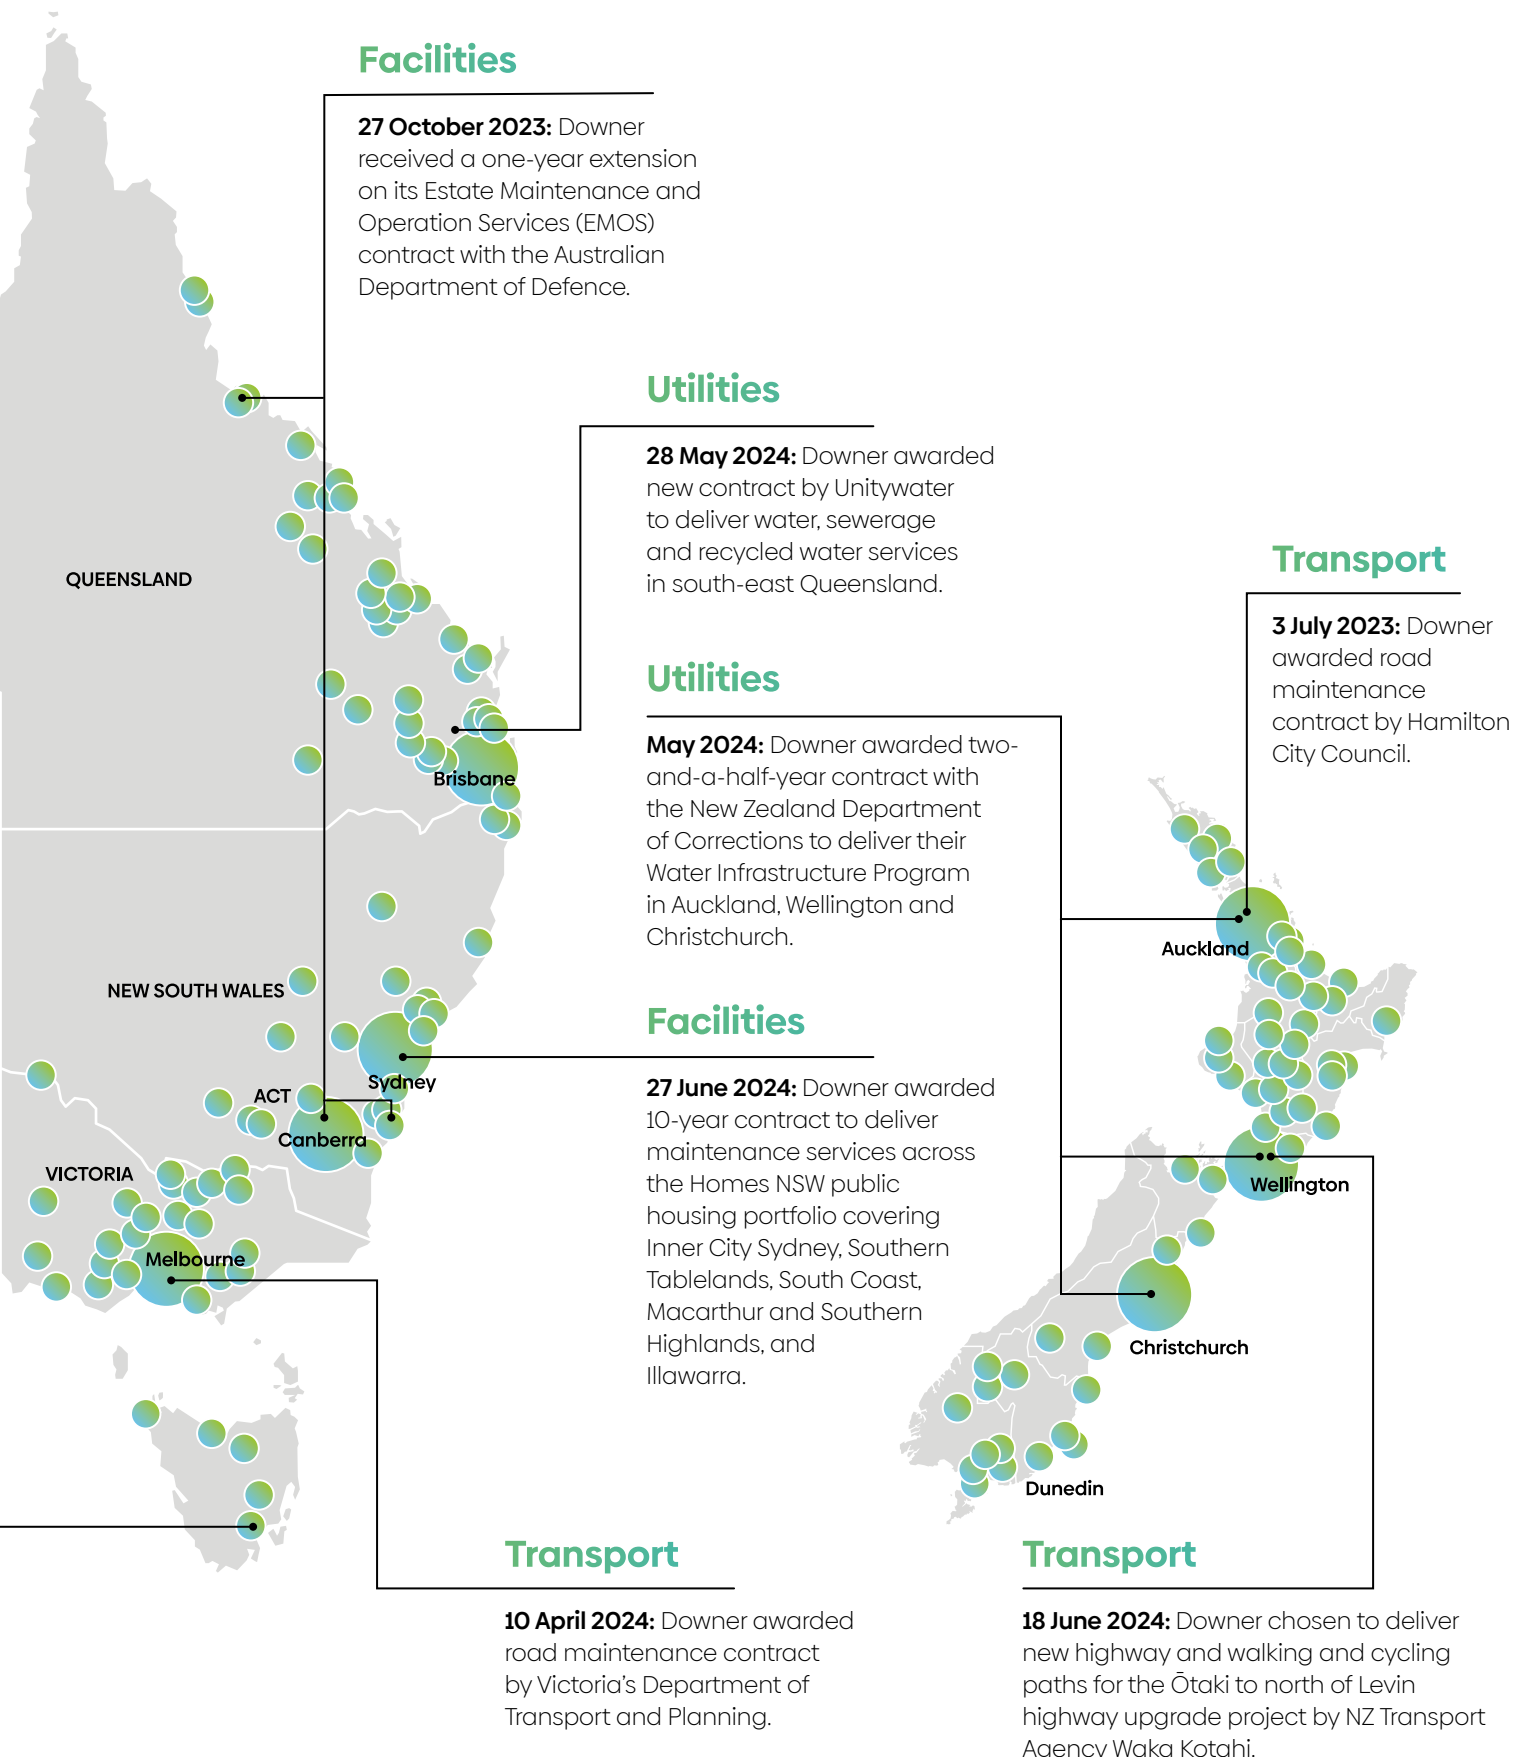 Facilities
27 October 2023: Downer
received a one-year extension
on its Estate Maintenance and
Operation Services (EMOS)
contract with the Australian
Department of Defence.
Utilities
28 May 2024: Downer awarded
new contract by Unitywater
to deliver water, sewerage
and recycled water services
in south-east Queensland.
Transport
3 July 2023: Downer
awarded road
maintenance
contract by Hamilton
City Council.
Utilities
May 2024: Downer awarded two-
and-a-half-year contract with
the New Zealand Department
of Corrections to deliver their
Water Infrastructure Program
in Auckland, Wellington and
Christchurch.
Facilities
27 June 2024: Downer awarded
10-year contract to deliver
maintenance services across
the Homes NSW public
housing portfolio covering
Inner City Sydney, Southern
Tablelands, South Coast,
Macarthur and Southern
Highlands, and
Illawarra.
QUEENSLAND
Brisbane
NEW SOUTH WALES
Sydney
ACT
Canberra
VICTORIA
Melbourne
Auckland
Wellington
Christchurch
Dunedin
Transport
10 April 2024: Downer awarded
road maintenance contract
by Victoria's Department of
Transport and Planning.
Transport
18 June 2024: Downer chosen to deliver
new highway and walking and cycling
paths for the Ōtaki to north of Levin
highway upgrade project by NZ Transport
Agency Waka Kotahi.